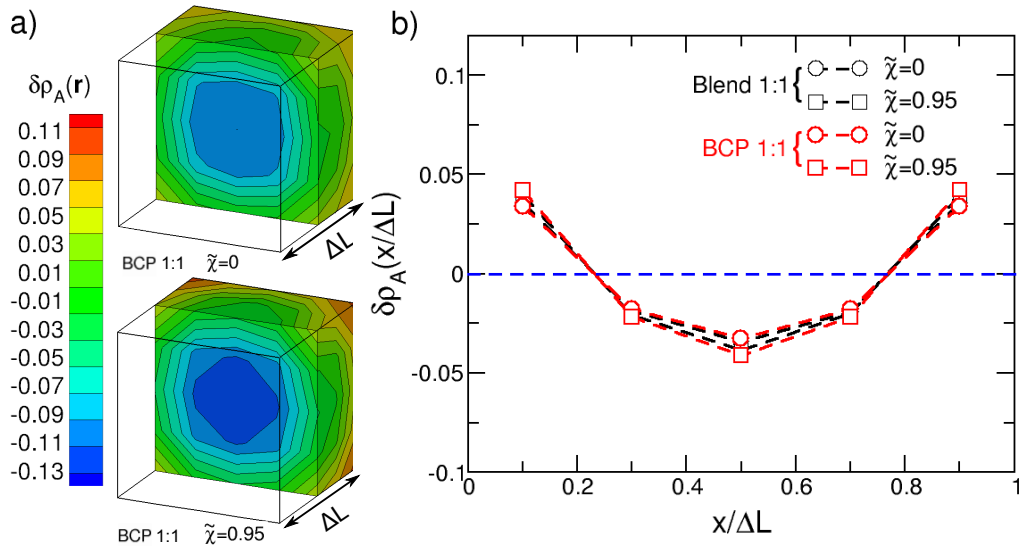 a)
δρ_A(r)
0.11
0.09
0.07
0.05
0.03
0.01
-0.01
-0.03
-0.05
-0.07
-0.09
-0.11
-0.13
ΔL
BCP 1:1 χ̃=0
ΔL
BCP 1:1 χ̃=0.95
b)
Blend 1:1 { χ̃=0
χ̃=0.95
BCP 1:1 { χ̃=0
χ̃=0.95
δρ_A(x/ΔL)
0.1
0.05
0
-0.05
-0.1
0 0.2 0.4 0.6 0.8 1
x/ΔL